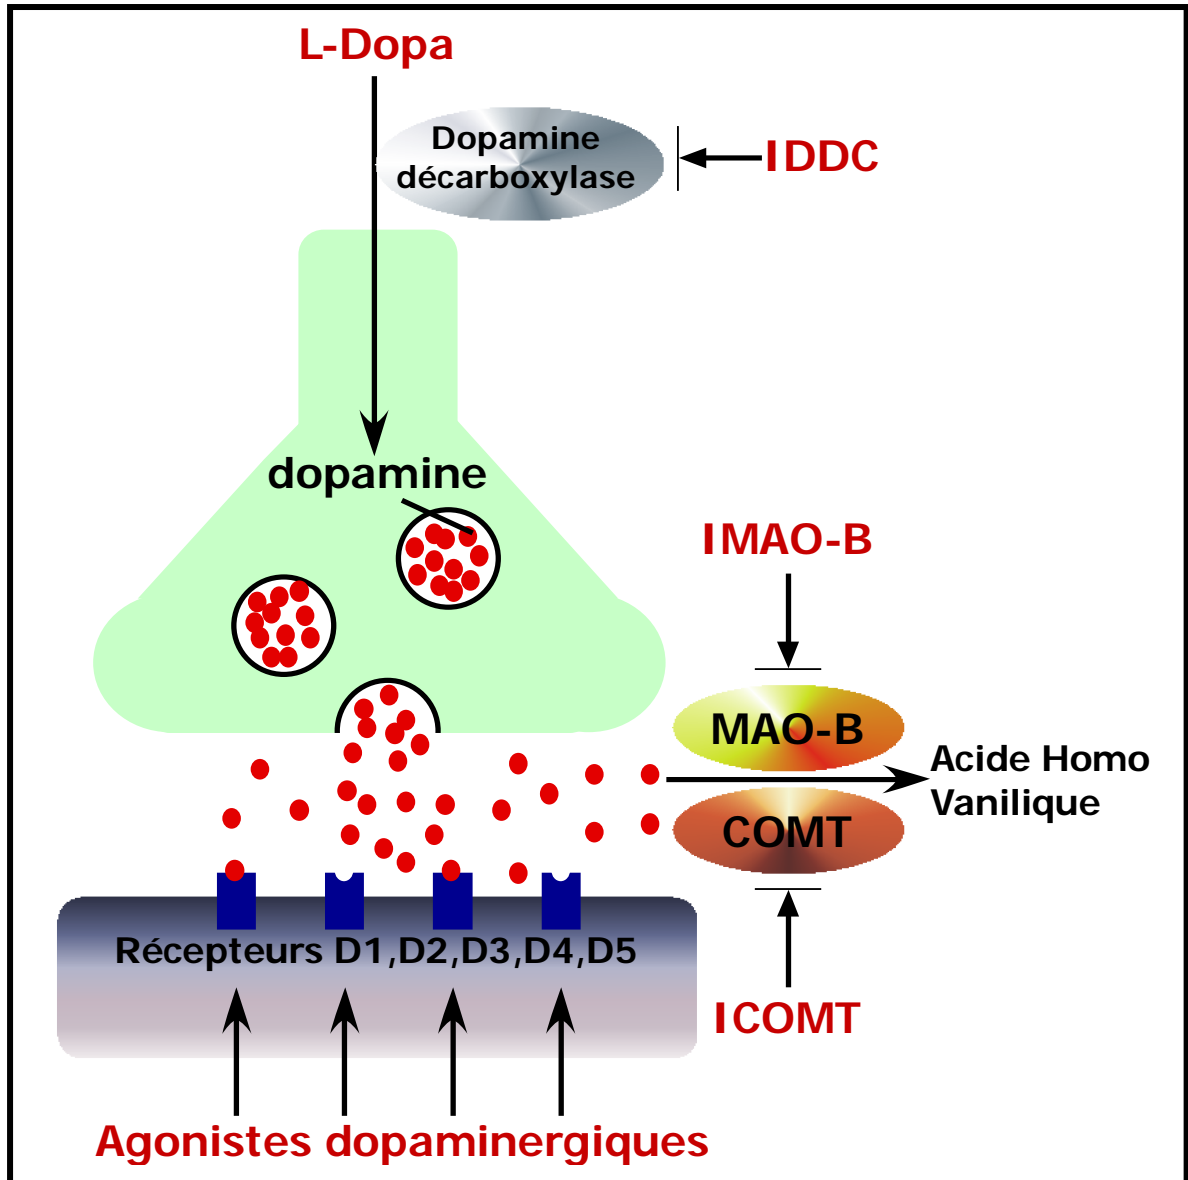 L-Dopa
Dopamine
décarboxylase
IDDC
dopamine
IMAO-B
MAO-B
Acide Homo
Vanilique
COMT
Récepteurs D1,D2,D3,D4,D5
ICOMT
Agonistes dopaminergiques